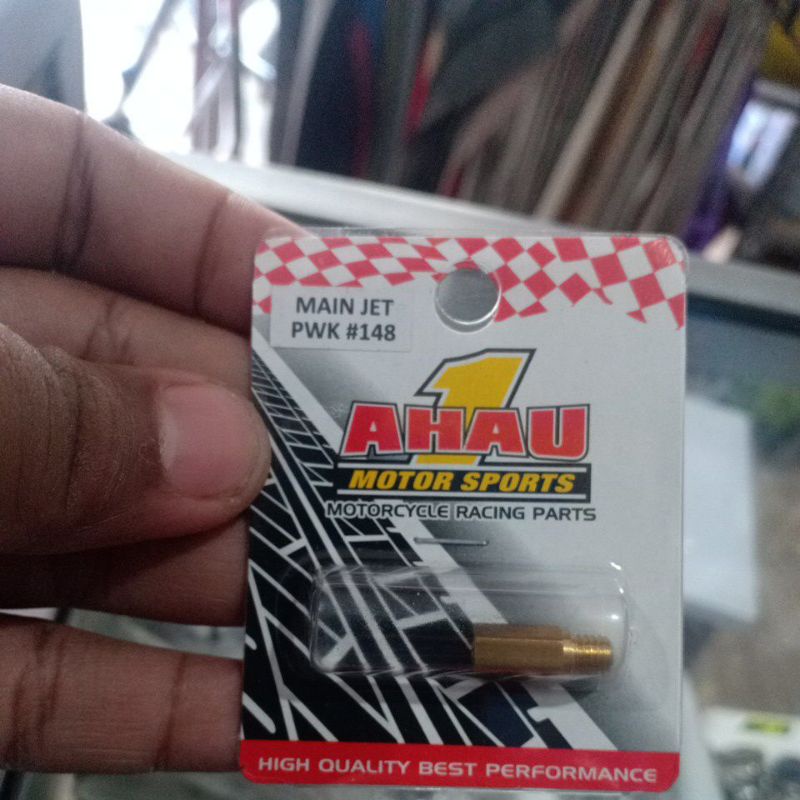 MAIN JET
PWK #148
1
AHAU
MOTOR SPORTS
MOTORCYCLE RACING PARTS
HIGH QUALITY BEST PERFORMANCE